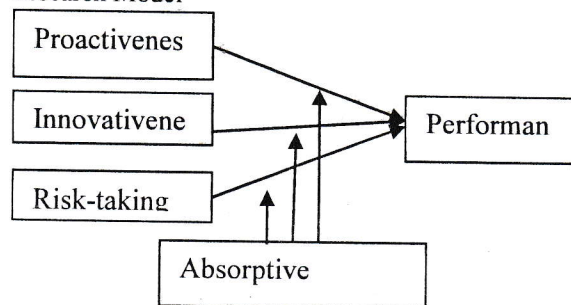 Proactivenes
Innovativene
Performan
Risk-taking
Absorptive